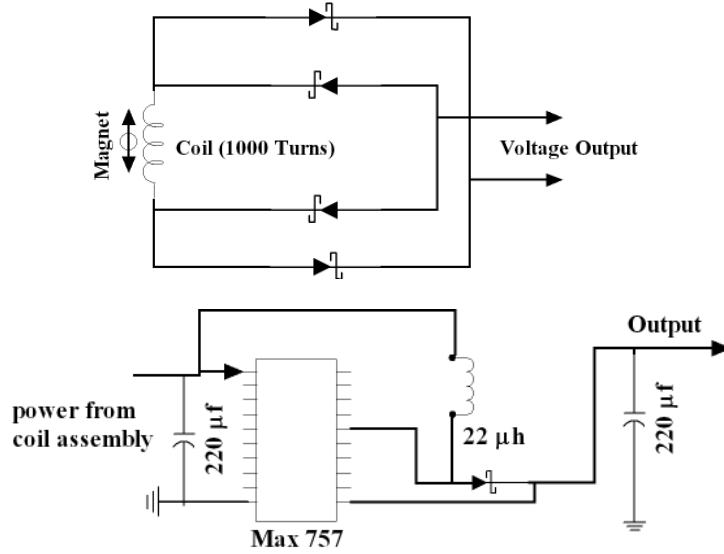 Magnet
Coil (1000 Turns)
Voltage Output
Output
power from
coil assembly
220 µf
22 µh
220 µf
Max 757